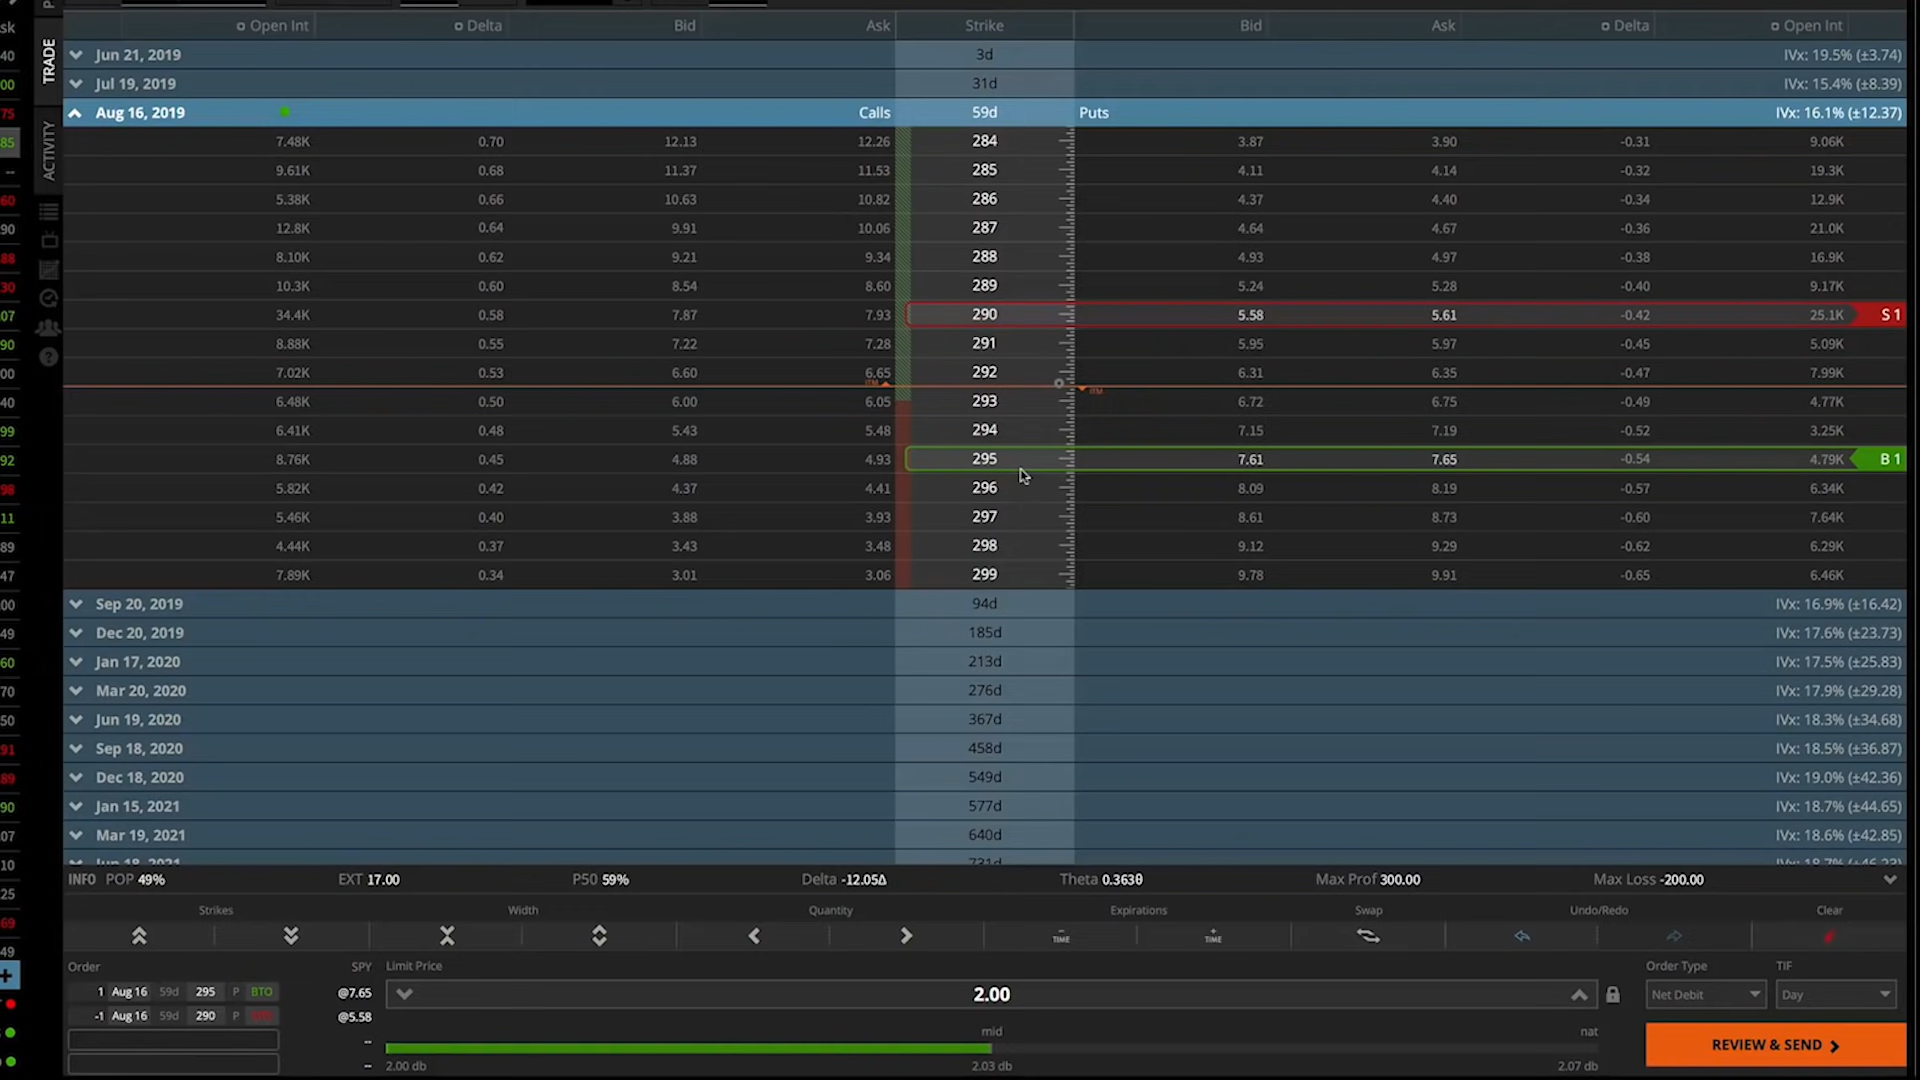 Open Int Delta Bid Ask Strike Bid Ask Delta Open Int
Jun 21, 2019 3d IVx: 19.5% (±3.74)
Jul 19, 2019 31d IVx: 15.4% (±8.39)
Aug 16, 2019 Calls 59d Puts IVx: 16.1% (±12.37)
7.48K 0.70 12.13 12.26 284 3.87 3.90 -0.31 9.06K
9.61K 0.68 11.37 11.53 285 4.11 4.14 -0.32 19.3K
5.38K 0.66 10.63 10.82 286 4.37 4.40 -0.34 12.9K
12.8K 0.64 9.91 10.06 287 4.64 4.67 -0.36 21.0K
8.10K 0.62 9.21 9.34 288 4.93 4.97 -0.38 16.9K
10.3K 0.60 8.54 8.60 289 5.24 5.28 -0.40 9.17K
34.4K 0.58 7.87 7.93 290 5.58 5.61 -0.42 25.1K S 1
8.88K 0.55 7.22 7.28 291 5.95 5.97 -0.45 5.09K
7.02K 0.53 6.60 6.65 292 6.31 6.35 -0.47 7.99K
ITM ITM
6.48K 0.50 6.00 6.05 293 6.72 6.75 -0.49 4.77K
6.41K 0.48 5.43 5.48 294 7.15 7.19 -0.52 3.25K
8.76K 0.45 4.88 4.93 295 7.61 7.65 -0.54 4.79K B 1
5.82K 0.42 4.37 4.41 296 8.09 8.19 -0.57 6.34K
5.46K 0.40 3.88 3.93 297 8.61 8.73 -0.60 7.64K
4.44K 0.37 3.43 3.48 298 9.12 9.29 -0.62 6.29K
7.89K 0.34 3.01 3.06 299 9.78 9.91 -0.65 6.46K
Sep 20, 2019 94d IVx: 16.9% (±16.42)
Dec 20, 2019 185d IVx: 17.6% (±23.73)
Jan 17, 2020 213d IVx: 17.5% (±25.83)
Mar 20, 2020 276d IVx: 17.9% (±29.28)
Jun 19, 2020 367d IVx: 18.3% (±34.68)
Sep 18, 2020 458d IVx: 18.5% (±36.87)
Dec 18, 2020 549d IVx: 19.0% (±42.36)
Jan 15, 2021 577d IVx: 18.7% (±44.65)
Mar 19, 2021 640d IVx: 18.6% (±42.85)
Jun 18, 2021 731d IVx: 18.7% (±46.23)
TRADE
ACTIVITY
INFO POP 49% EXT 17.00 P50 59% Delta -12.05Δ Theta 0.363θ Max Prof 300.00 Max Loss -200.00
Strikes Width Quantity Expirations Swap Undo/Redo Clear
TIME TIME
Order SPY Limit Price Order Type TIF
1 Aug 16 59d 295 P BTO @7.65 2.00 Net Debit Day
-1 Aug 16 59d 290 P @5.58
-- mid nat
REVIEW & SEND
-- 2.00 db 2.03 db 2.07 db